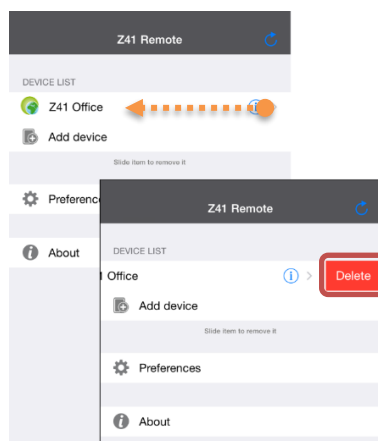 Z41 Remote
DEVICE LIST
Z41 Office
Add device
Slide item to remove it
Preferenc
About
Z41 Remote
DEVICE LIST
Office
Delete
Add device
Slide item to remove it
Preferences
About